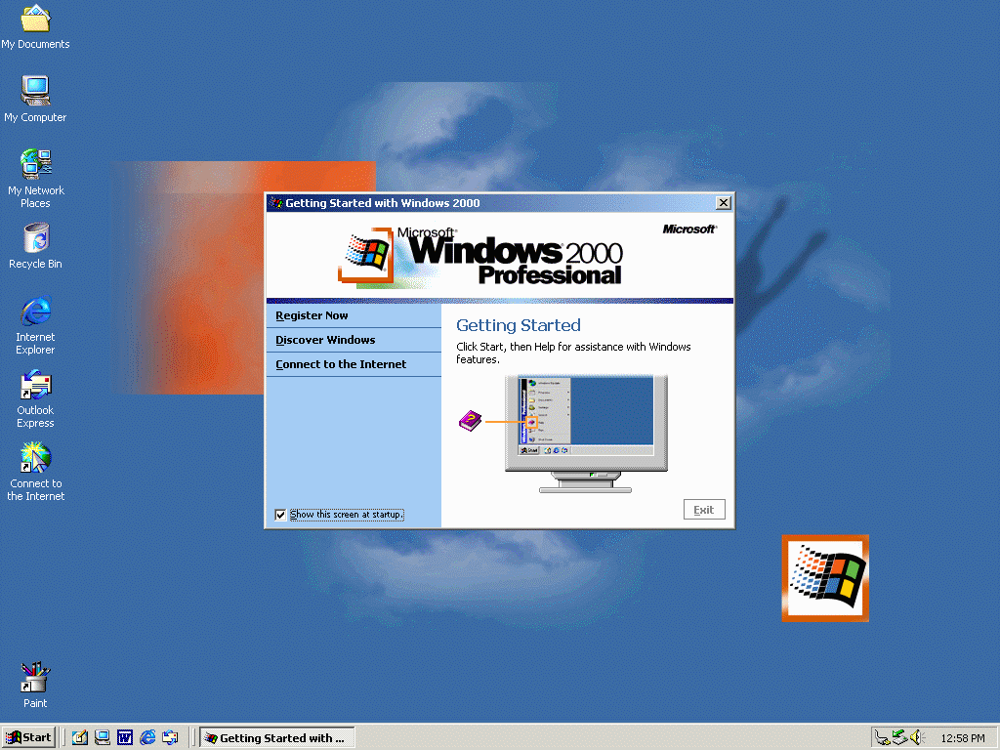 My Documents
My Computer
My Network
Places
Recycle Bin
Internet
Explorer
Outlook
Express
Connect to
the Internet
Paint
Getting Started with Windows 2000
Microsoft
Windows 2000
Professional
Microsoft
Register Now
Discover Windows
Connect to the Internet
Show this screen at startup.
Getting Started
Click Start, then Help for assistance with Windows
features.
Start
Exit
Start
Getting Started with ...
12:58 PM